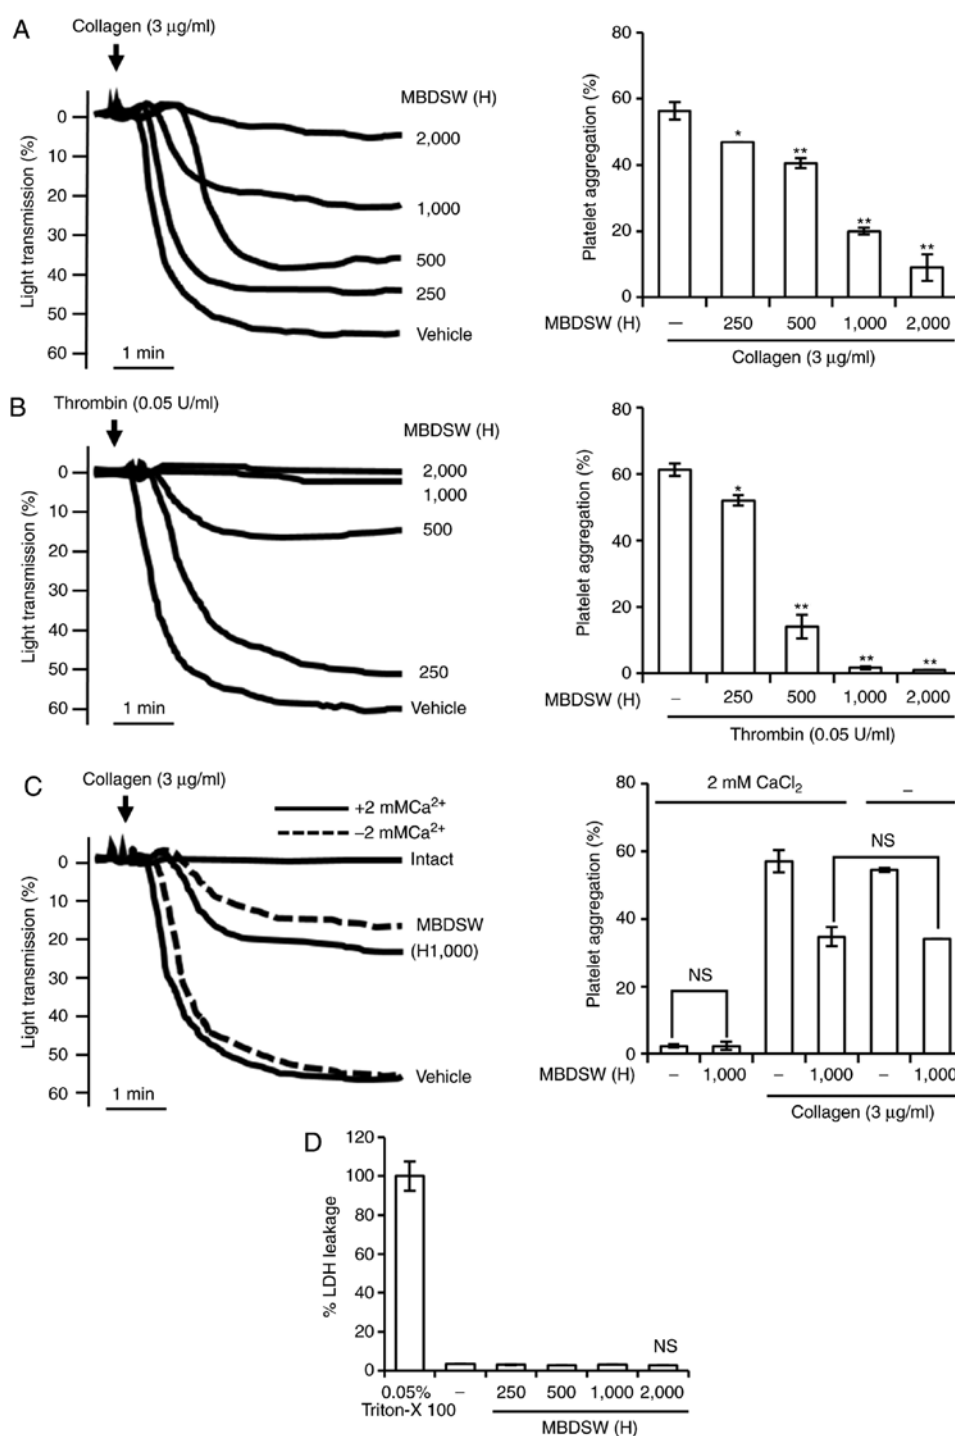 A
Collagen (3 µg/ml)
MBDSW (H)
Light transmission (%)
0
10
20
30
40
50
60
2,000
1,000
500
250
Vehicle
1 min
Platelet aggregation (%)
80
60
40
20
0
*
**
**
**
MBDSW (H) – 250 500 1,000 2,000
Collagen (3 µg/ml)
B
Thrombin (0.05 U/ml)
MBDSW (H)
Light transmission (%)
0
10
20
30
40
50
60
2,000
1,000
500
250
Vehicle
1 min
Platelet aggregation (%)
80
60
40
20
0
*
**
**
**
MBDSW (H) – 250 500 1,000 2,000
Thrombin (0.05 U/ml)
C
Collagen (3 µg/ml)
+2 mMCa²⁺
–2 mMCa²⁺
Light transmission (%)
0
10
20
30
40
50
60
Intact
MBDSW
(H1,000)
Vehicle
1 min
2 mM CaCl₂ –
Platelet aggregation (%)
80
60
40
20
0
NS
NS
MBDSW (H) – 1,000 – 1,000 – 1,000
Collagen (3 µg/ml)
D
% LDH leakage
120
100
80
60
40
20
0
NS
0.05% – 250 500 1,000 2,000
Triton-X 100
MBDSW (H)